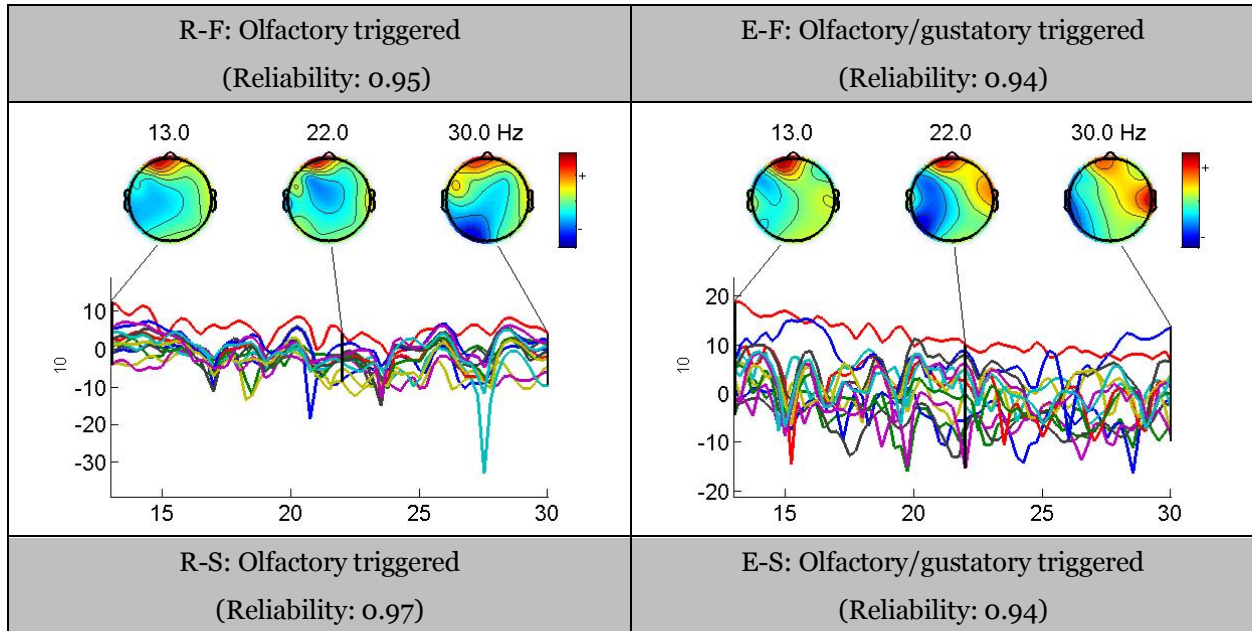 R-F: Olfactory triggered
(Reliability: 0.95)
E-F: Olfactory/gustatory triggered
(Reliability: 0.94)
13.0 22.0 30.0 Hz
+
-
10
0
-10
-20
-30
10
15 20 25 30
13.0 22.0 30.0 Hz
+
-
20
10
0
-10
-20
10
15 20 25 30
R-S: Olfactory triggered
(Reliability: 0.97)
E-S: Olfactory/gustatory triggered
(Reliability: 0.94)